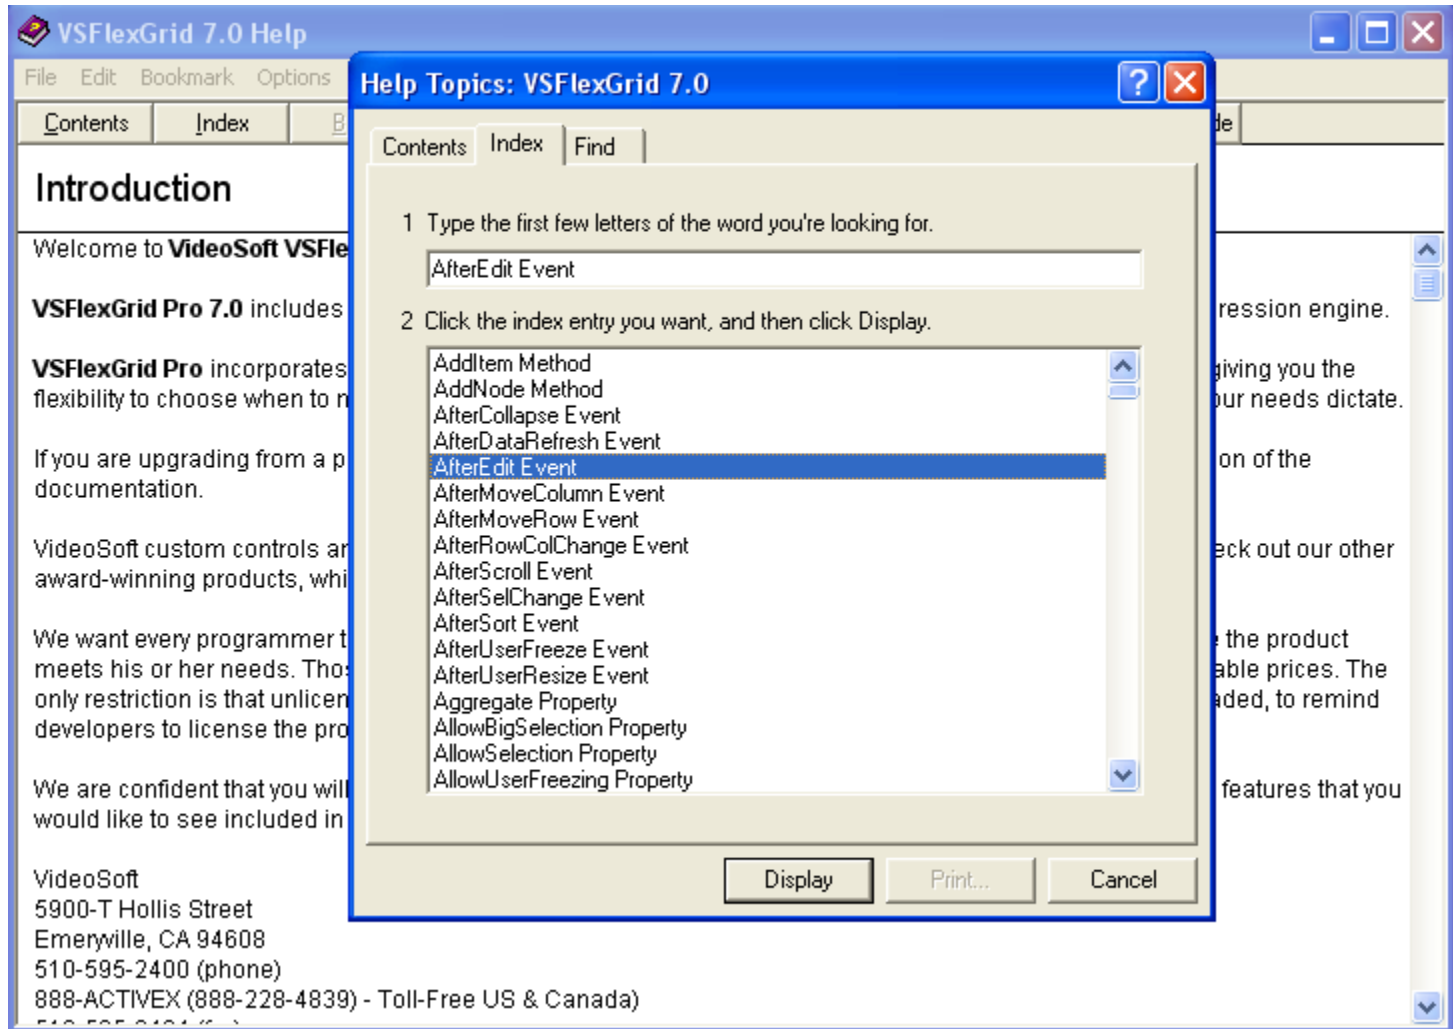 VSFlexGrid 7.0 Help
File Edit Bookmark Options
Contents Index B
Introduction
Welcome to VideoSoft VSFle
VSFlexGrid Pro 7.0 includes ression engine.
VSFlexGrid Pro incorporates giving you the
flexibility to choose when to n our needs dictate.
If you are upgrading from a p on of the
documentation.
VideoSoft custom controls ar eck out our other
award-winning products, whi
We want every programmer t the product
meets his or her needs. Thos able prices. The
only restriction is that unlicen aded, to remind
developers to license the pro
We are confident that you will features that you
would like to see included in
VideoSoft
5900-T Hollis Street
Emeryville, CA 94608
510-595-2400 (phone)
888-ACTIVEX (888-228-4839) - Toll-Free US & Canada)
Help Topics: VSFlexGrid 7.0
Contents Index Find
1 Type the first few letters of the word you're looking for.
AfterEdit Event
2 Click the index entry you want, and then click Display.
AddItem Method
AddNode Method
AfterCollapse Event
AfterDataRefresh Event
AfterEdit Event
AfterMoveColumn Event
AfterMoveRow Event
AfterRowColChange Event
AfterScroll Event
AfterSelChange Event
AfterSort Event
AfterUserFreeze Event
AfterUserResize Event
Aggregate Property
AllowBigSelection Property
AllowSelection Property
AllowUserFreezing Property
Display Print... Cancel